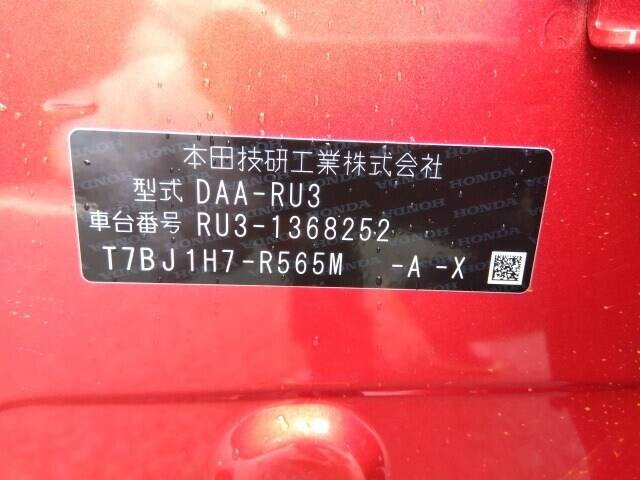 本田技研工業株式会社
型式 DAA-RU3
車台番号 RU3-1368252
T7BJ1H7-R565M -A -X